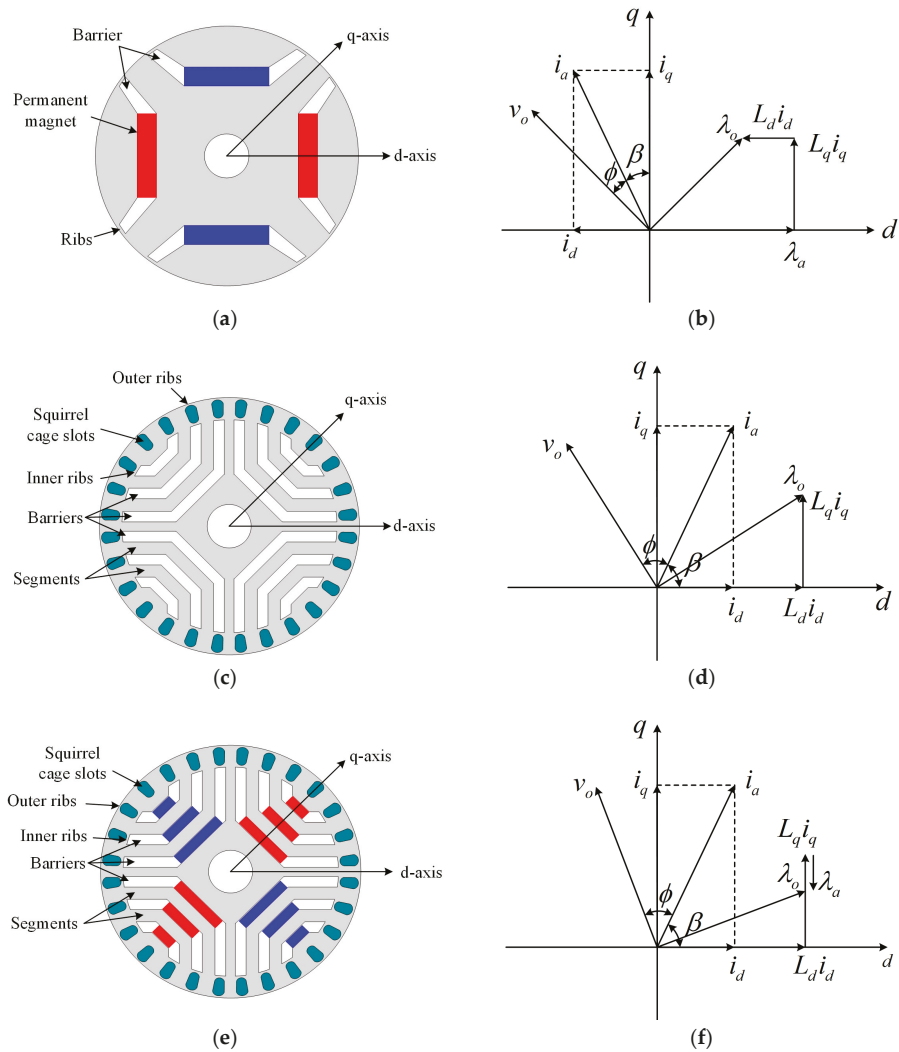 Barrier
q-axis
Permanent
magnet
d-axis
Ribs
(a)
q
i_a
i_q
v_o
λ_o
L_d i_d
L_q i_q
β
ϕ
i_d
λ_a
d
(b)
Outer ribs
Squirrel
cage slots
q-axis
Inner ribs
Barriers
d-axis
Segments
(c)
q
i_q
i_a
v_o
λ_o
L_q i_q
ϕ
β
i_d
L_d i_d
d
(d)
Squirrel
cage slots
q-axis
Outer ribs
Inner ribs
Barriers
d-axis
Segments
(e)
q
i_q
i_a
v_o
L_q i_q
λ_o
λ_a
ϕ
β
i_d
L_d i_d
d
(f)